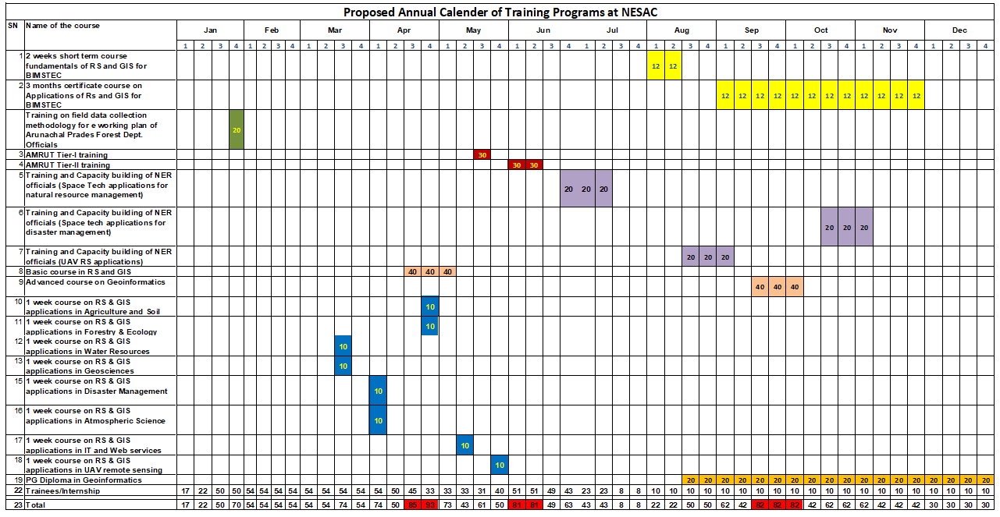 Proposed Annual Calender of Training Programs at NESAC
SN Name of the course Jan Feb Mar Apr May Jun Jul Aug Sep Oct Nov Dec
1 2 3 4 1 2 3 4 1 2 3 4 1 2 3 4 1 2 3 4 1 2 3 4 1 2 3 4 1 2 3 4 1 2 3 4 1 2 3 4 1 2 3 4 1 2 3 4
1 2 weeks short term course
fundamentals of RS and GIS for 12 12
BIMSTEC
2 3 months certificate course on
Applications of Rs and GIS for 12 12 12 12 12 12 12 12 12 12 12 12
BIMSTEC
Training on field data collection
methodology for e working plan of 20
Arunachal Prades Forest Dept.
Officials
3 AMRUT Tier-I training 30
4 AMRUT Tier-II training 30 30
5 Training and Capacity building of NER
officials (Space Tech applications for 20 20 20
natural resource management)
6 Training and Capacity building of NER
officials (Space tech applications for 20 20 20
disaster management)
7 Training and Capacity building of NER
officials (UAV RS applications) 20 20 20
8 Basic course in RS and GIS 40 40 40
9 Advanced course on Geoinformatics 40 40 40
10 1 week course on RS & GIS
applications in Agriculture and Soil 10
11 1 week course on RS & GIS
applications in Forestry & Ecology 10
12 1 week course on RS & GIS
applications in Water Resources 10
13 1 week course on RS & GIS
applications in Geosciences 10
15 1 week course on RS & GIS
applications in Disaster Management 10
16 1 week course on RS & GIS
applications in Atmospheric Science 10
17 1 week course on RS & GIS
applications in IT and Web services 10
18 1 week course on RS & GIS
applications in UAV remote sensing 10
19 PG Diploma in Geoinformatics 20 20 20 20 20 20 20 20 20 20 20 20 20 20 20 20 20 20
22 Trainees/Internship 17 22 50 50 54 54 54 54 54 54 54 54 54 50 45 33 33 33 31 40 51 51 49 43 23 23 8 8 10 10 10 10 10 10 10 10 10 10 10 10 10 10 10 10 10 10 10 10
23 Total 17 22 50 70 54 54 54 54 54 54 74 54 74 50 85 93 73 43 61 50 81 81 49 63 43 43 8 8 22 22 50 50 62 42 82 82 82 42 62 62 62 42 42 42 30 30 30 30